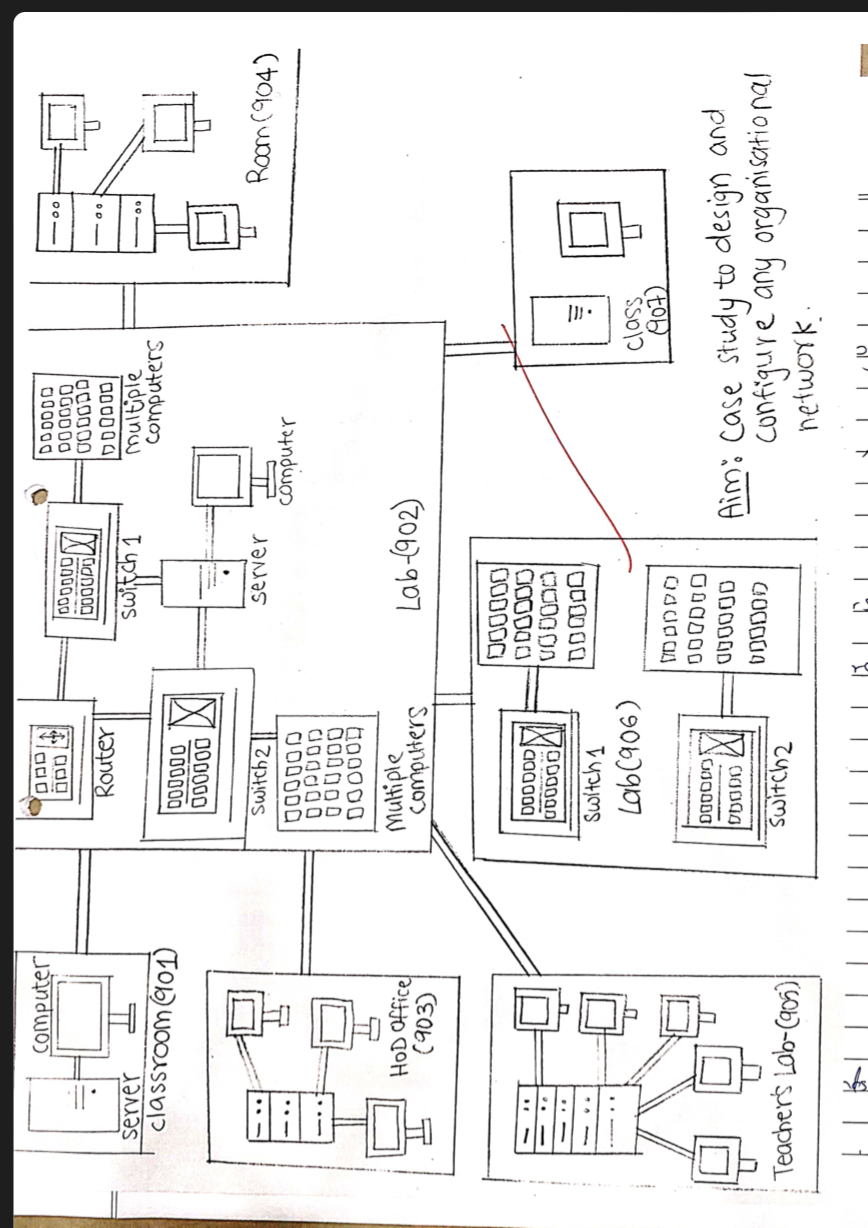 Aim: Case study to design and
configure any organisational
network.
Room(904)
multiple
computers
switch 1
computer
server
Lab-(902)
Router
switch2
Multiple
computers
class
(907)
switch1
Lab(906)
switch2
computer
server
classroom(901)
HoD Office
(903)
Teacher's Lab-(905)